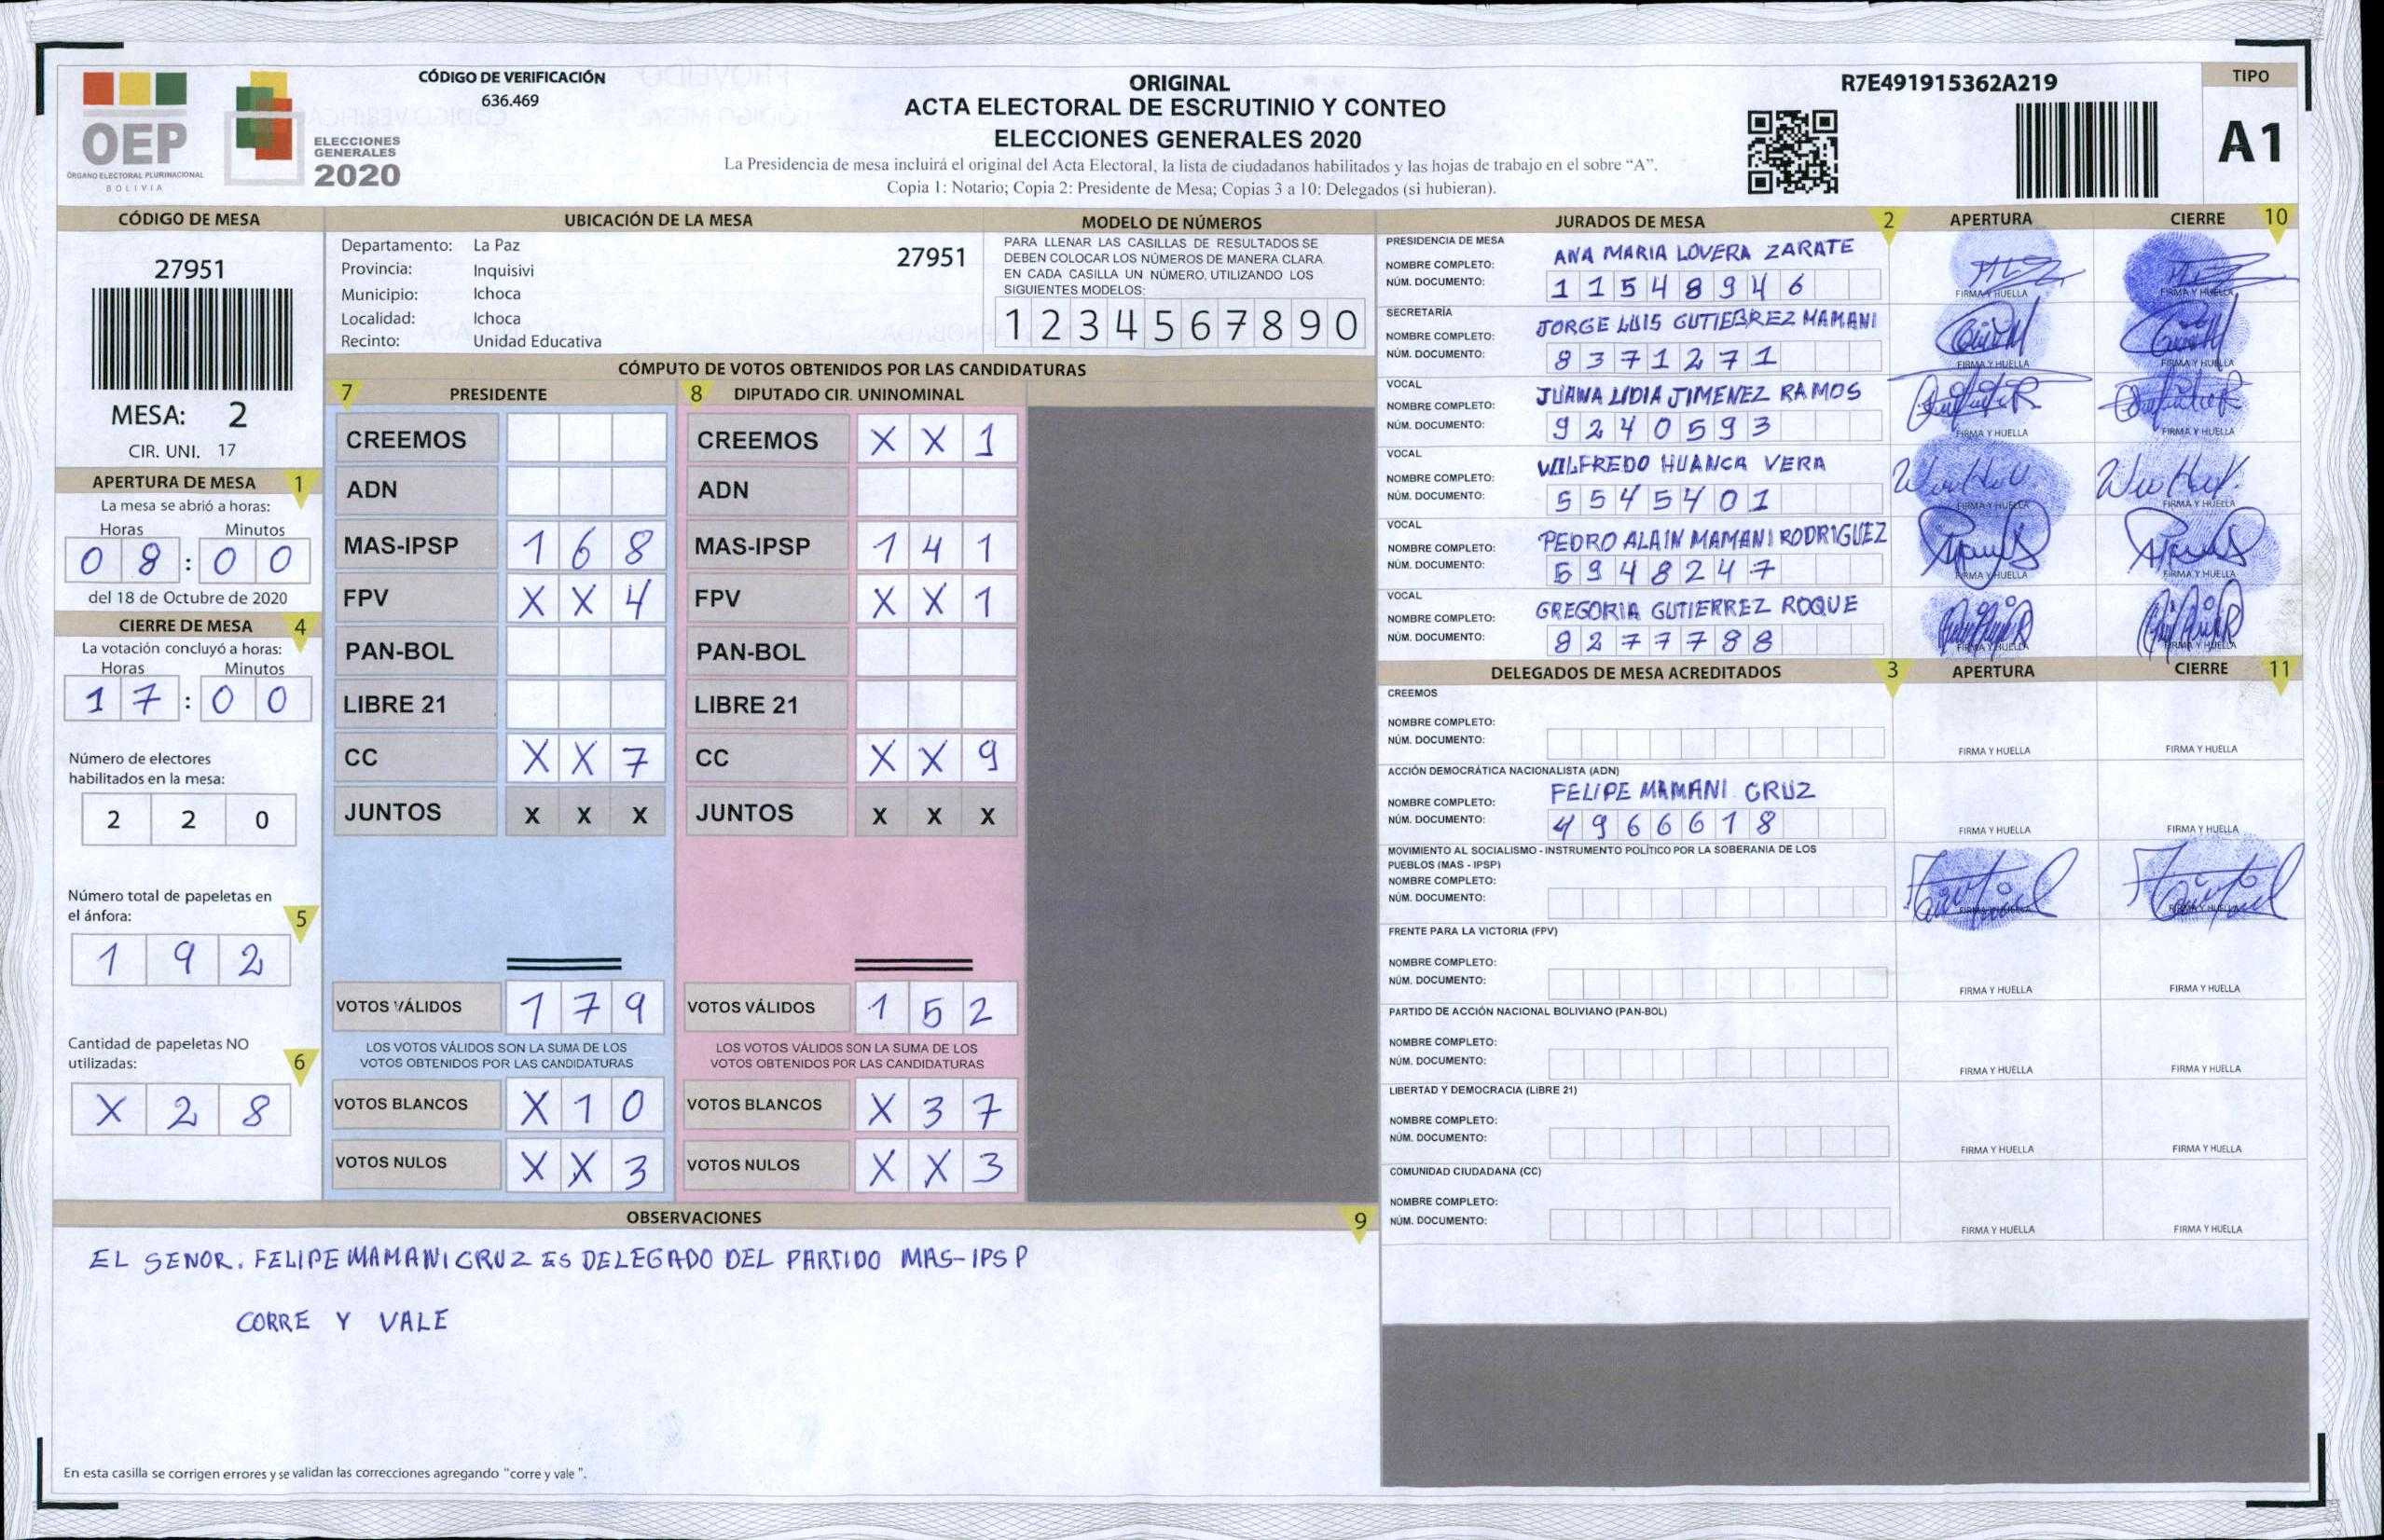 OEP
ÓRGANO ELECTORAL PLURINACIONAL
BOLIVIA
ELECCIONES
GENERALES
2020
CÓDIGO DE VERIFICACIÓN
636.469
ORIGINAL
ACTA ELECTORAL DE ESCRUTINIO Y CONTEO
ELECCIONES GENERALES 2020
La Presidencia de mesa incluirá el original del Acta Electoral, la lista de ciudadanos habilitados y las hojas de trabajo en el sobre “A”.
Copia 1: Notario; Copia 2: Presidente de Mesa; Copias 3 a 10: Delegados (si hubieran).
R7E491915362A219
TIPO
A1
CÓDIGO DE MESA
27951
MESA: 2
CIR. UNI. 17
APERTURA DE MESA 1
La mesa se abrió a horas:
Horas Minutos
0 8 : 0 0
del 18 de Octubre de 2020
CIERRE DE MESA 4
La votación concluyó a horas:
Horas Minutos
1 7 : 0 0
Número de electores
habilitados en la mesa:
2 2 0
Número total de papeletas en
el ánfora: 5
1 9 2
Cantidad de papeletas NO
utilizadas: 6
X 2 8
UBICACIÓN DE LA MESA
Departamento: La Paz
27951
Provincia: Inquisivi
Municipio: Ichoca
Localidad: Ichoca
Recinto: Unidad Educativa
MODELO DE NÚMEROS
PARA LLENAR LAS CASILLAS DE RESULTADOS SE
DEBEN COLOCAR LOS NÚMEROS DE MANERA CLARA
EN CADA CASILLA UN NÚMERO, UTILIZANDO LOS
SIGUIENTES MODELOS:
1 2 3 4 5 6 7 8 9 0
CÓMPUTO DE VOTOS OBTENIDOS POR LAS CANDIDATURAS
7 PRESIDENTE
CREEMOS
ADN
MAS-IPSP 1 6 8
FPV X X 4
PAN-BOL
LIBRE 21
CC X X 7
JUNTOS X X X
VOTOS VÁLIDOS 1 7 9
LOS VOTOS VÁLIDOS SON LA SUMA DE LOS
VOTOS OBTENIDOS POR LAS CANDIDATURAS
VOTOS BLANCOS X 1 0
VOTOS NULOS X X 3
8 DIPUTADO CIR. UNINOMINAL
CREEMOS X X 1
ADN
MAS-IPSP 1 4 1
FPV X X 1
PAN-BOL
LIBRE 21
CC X X 9
JUNTOS X X X
VOTOS VÁLIDOS 1 5 2
LOS VOTOS VÁLIDOS SON LA SUMA DE LOS
VOTOS OBTENIDOS POR LAS CANDIDATURAS
VOTOS BLANCOS X 3 7
VOTOS NULOS X X 3
OBSERVACIONES 9
EL SENOR. FELIPE MAMANI CRUZ ES DELEGADO DEL PARTIDO MAS-IPSP
CORRE Y VALE
En esta casilla se corrigen errores y se validan las correcciones agregando “corre y vale ”.
JURADOS DE MESA 2 APERTURA CIERRE 10
PRESIDENCIA DE MESA
NOMBRE COMPLETO: ANA MARIA LOVERA ZARATE
NÚM. DOCUMENTO: 1 1 5 4 8 9 4 6
FIRMA Y HUELLA FIRMA Y HUELLA
SECRETARÍA
NOMBRE COMPLETO: JORGE LUIS GUTIERREZ MAMANI
NÚM. DOCUMENTO: 8 3 7 1 2 7 1
FIRMA Y HUELLA FIRMA Y HUELLA
VOCAL
NOMBRE COMPLETO: JUANA LIDIA JIMENEZ RAMOS
NÚM. DOCUMENTO: 9 2 4 0 5 9 3
FIRMA Y HUELLA FIRMA Y HUELLA
VOCAL
NOMBRE COMPLETO: WILFREDO HUANCA VERA
NÚM. DOCUMENTO: 5 5 4 5 4 0 1
FIRMA Y HUELLA FIRMA Y HUELLA
VOCAL
NOMBRE COMPLETO: PEDRO ALAIN MAMANI RODRIGUEZ
NÚM. DOCUMENTO: 5 9 4 8 2 4 7
FIRMA Y HUELLA FIRMA Y HUELLA
VOCAL
NOMBRE COMPLETO: GREGORIA GUTIERREZ ROQUE
NÚM. DOCUMENTO: 9 2 7 7 7 8 8
FIRMA Y HUELLA FIRMA Y HUELLA
DELEGADOS DE MESA ACREDITADOS 3 APERTURA CIERRE 11
CREEMOS
NOMBRE COMPLETO:
NÚM. DOCUMENTO:
FIRMA Y HUELLA FIRMA Y HUELLA
ACCIÓN DEMOCRÁTICA NACIONALISTA (ADN)
NOMBRE COMPLETO: FELIPE MAMANI CRUZ
NÚM. DOCUMENTO: 4 9 6 6 6 1 8
FIRMA Y HUELLA FIRMA Y HUELLA
MOVIMIENTO AL SOCIALISMO - INSTRUMENTO POLÍTICO POR LA SOBERANIA DE LOS
PUEBLOS (MAS - IPSP)
NOMBRE COMPLETO:
NÚM. DOCUMENTO:
FIRMA Y HUELLA FIRMA Y HUELLA
FRENTE PARA LA VICTORIA (FPV)
NOMBRE COMPLETO:
NÚM. DOCUMENTO:
FIRMA Y HUELLA FIRMA Y HUELLA
PARTIDO DE ACCIÓN NACIONAL BOLIVIANO (PAN-BOL)
NOMBRE COMPLETO:
NÚM. DOCUMENTO:
FIRMA Y HUELLA FIRMA Y HUELLA
LIBERTAD Y DEMOCRACIA (LIBRE 21)
NOMBRE COMPLETO:
NÚM. DOCUMENTO:
FIRMA Y HUELLA FIRMA Y HUELLA
COMUNIDAD CIUDADANA (CC)
NOMBRE COMPLETO:
NÚM. DOCUMENTO:
FIRMA Y HUELLA FIRMA Y HUELLA